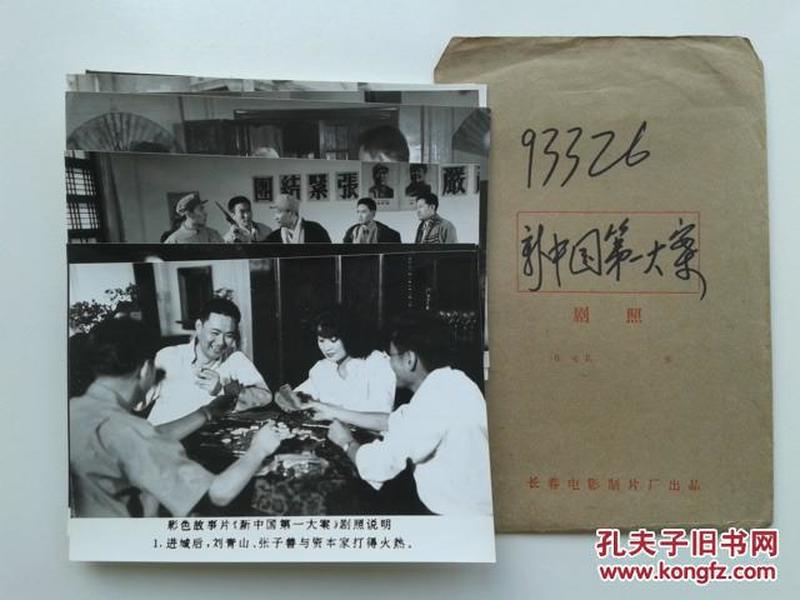 團結緊張
嚴
彩色故事片《新中国第一大案》剧照说明
1．进城后，刘青山、张子善与资本家打得火热。
93326
新中国第一大案
剧照
长春电影制片厂出品
孔夫子旧书网
www.kongfz.com